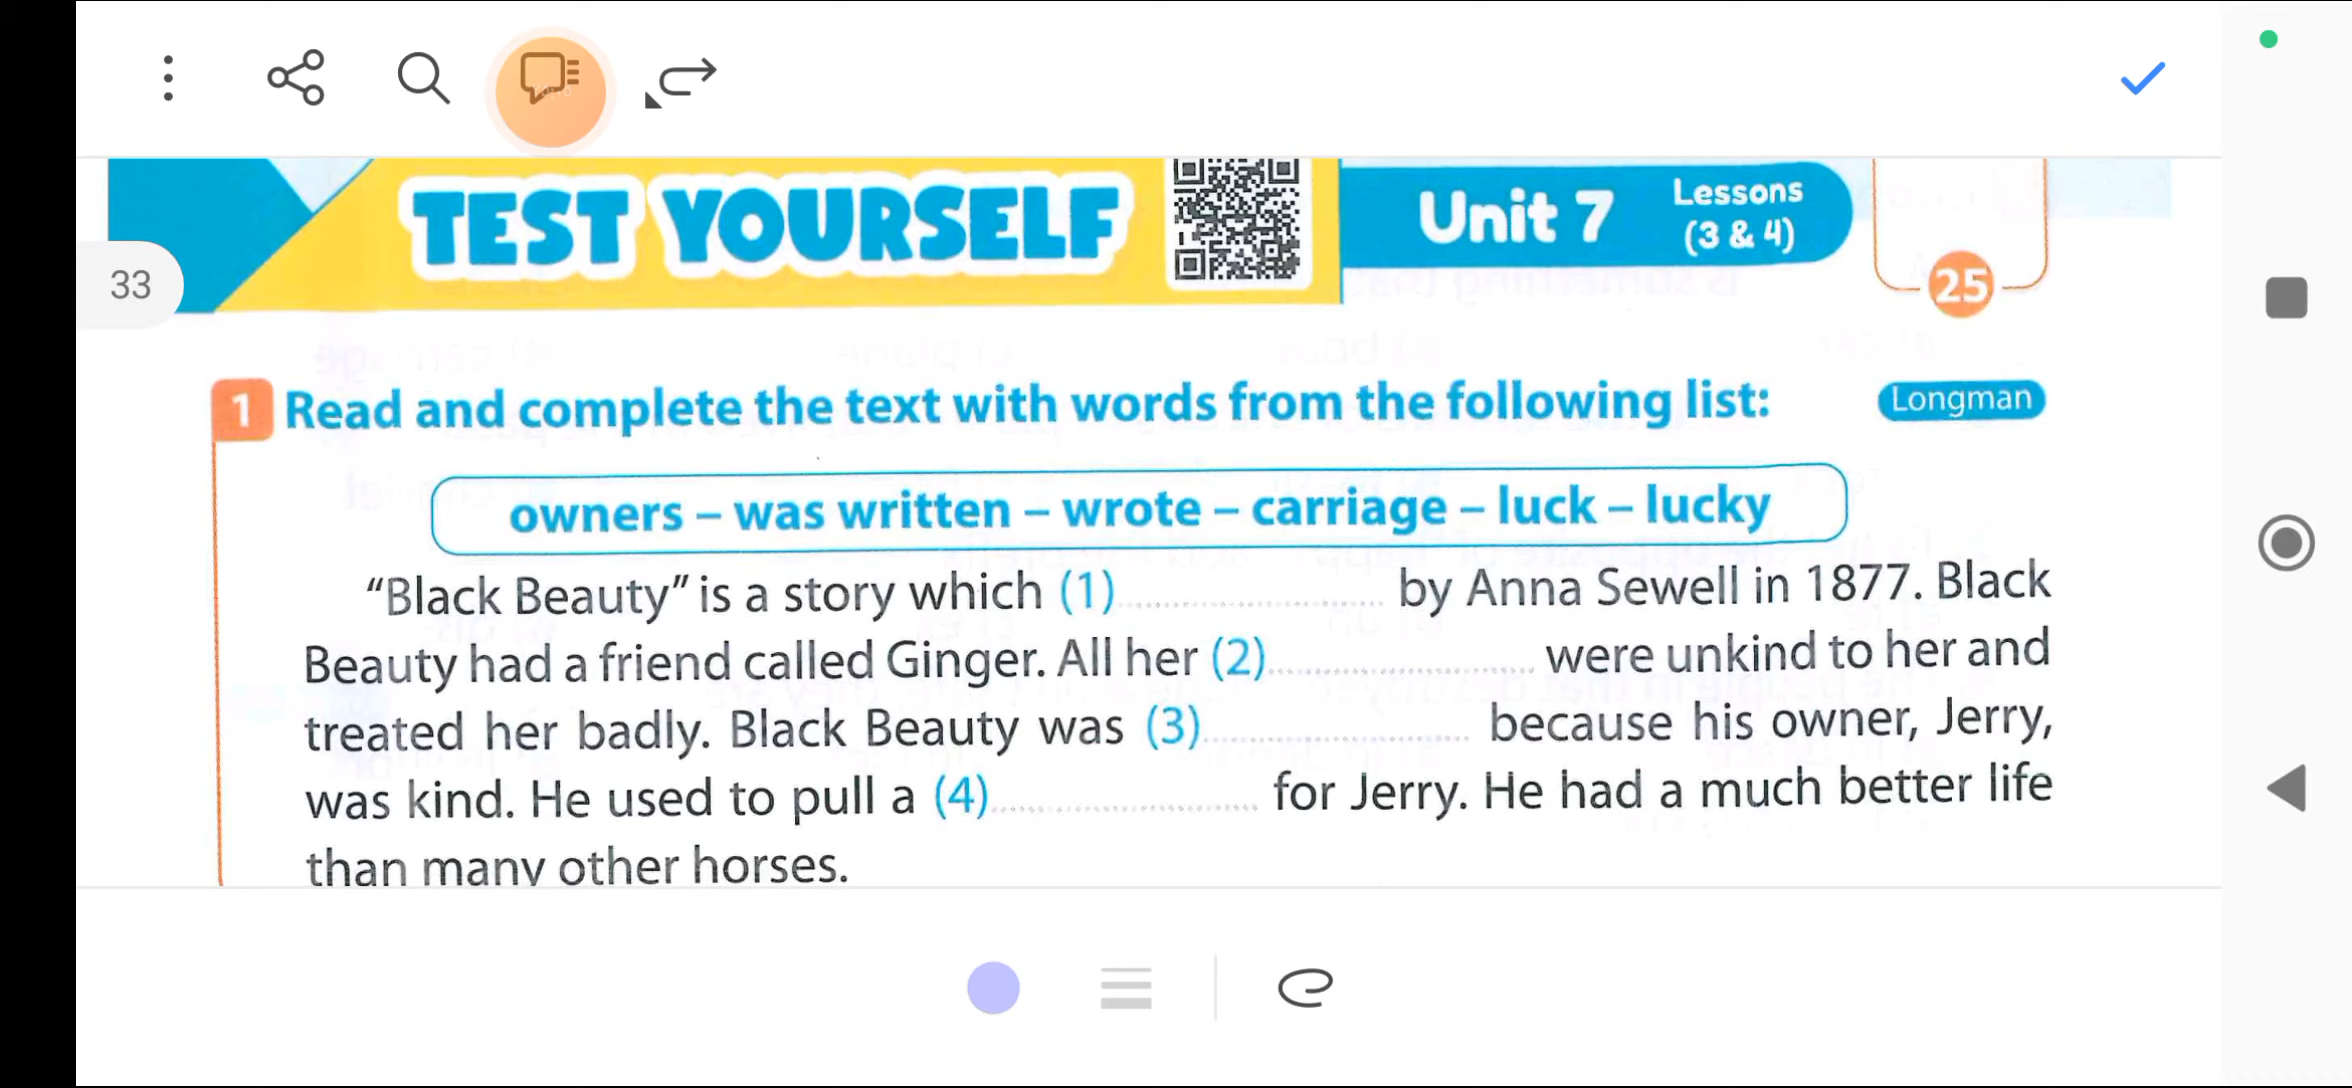 TEST YOURSELF
Unit 7
Lessons
(3 & 4)
33
25
1 Read and complete the text with words from the following list:
Longman
owners – was written – wrote – carriage – luck – lucky
“Black Beauty” is a story which (1) .................... by Anna Sewell in 1877. Black
Beauty had a friend called Ginger. All her (2) .................... were unkind to her and
treated her badly. Black Beauty was (3) .................... because his owner, Jerry,
was kind. He used to pull a (4) .................... for Jerry. He had a much better life
than many other horses.